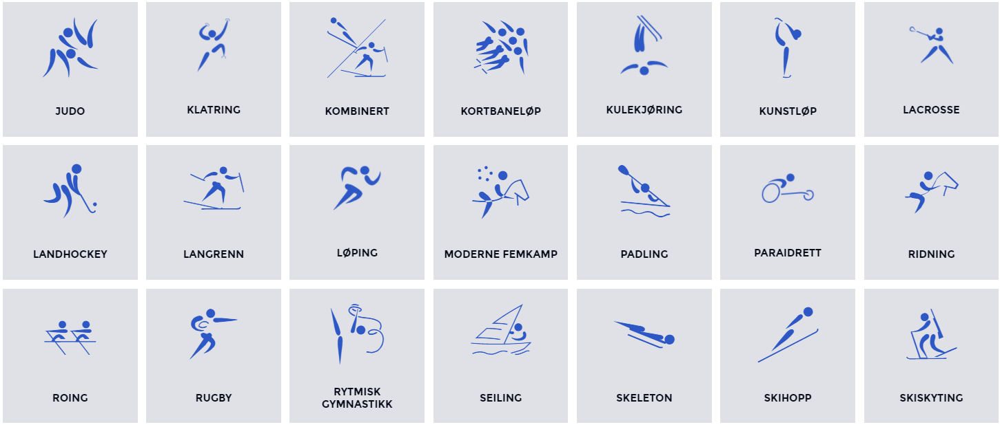 JUDO
KLATRING
KOMBINERT
KORTBANELØP
KULEKJØRING
KUNSTLØP
LACROSSE
LANDHOCKEY
LANGRENN
LØPING
MODERNE FEMKAMP
PADLING
PARAIDRETT
RIDNING
ROING
RUGBY
RYTMISK
GYMNASTIKK
SEILING
SKELETON
SKIHOPP
SKISKYTING